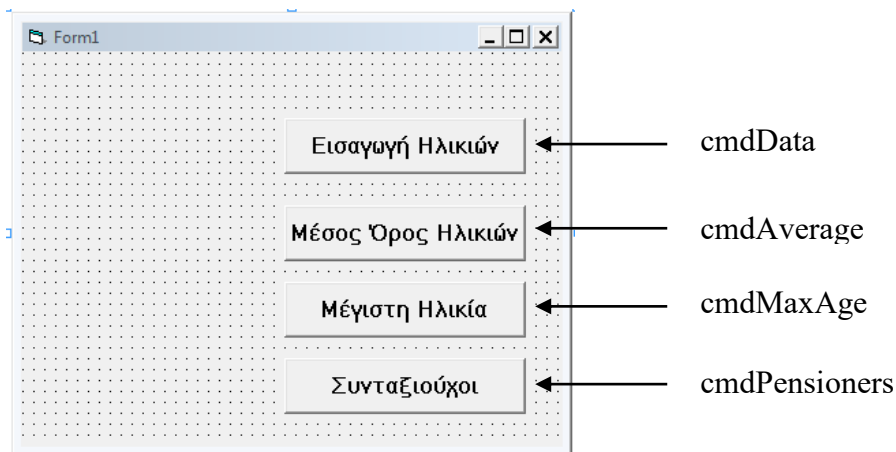 Form1
Εισαγωγή Ηλικιών cmdData
Μέσος Όρος Ηλικιών cmdAverage
Μέγιστη Ηλικία cmdMaxAge
Συνταξιούχοι cmdPensioners